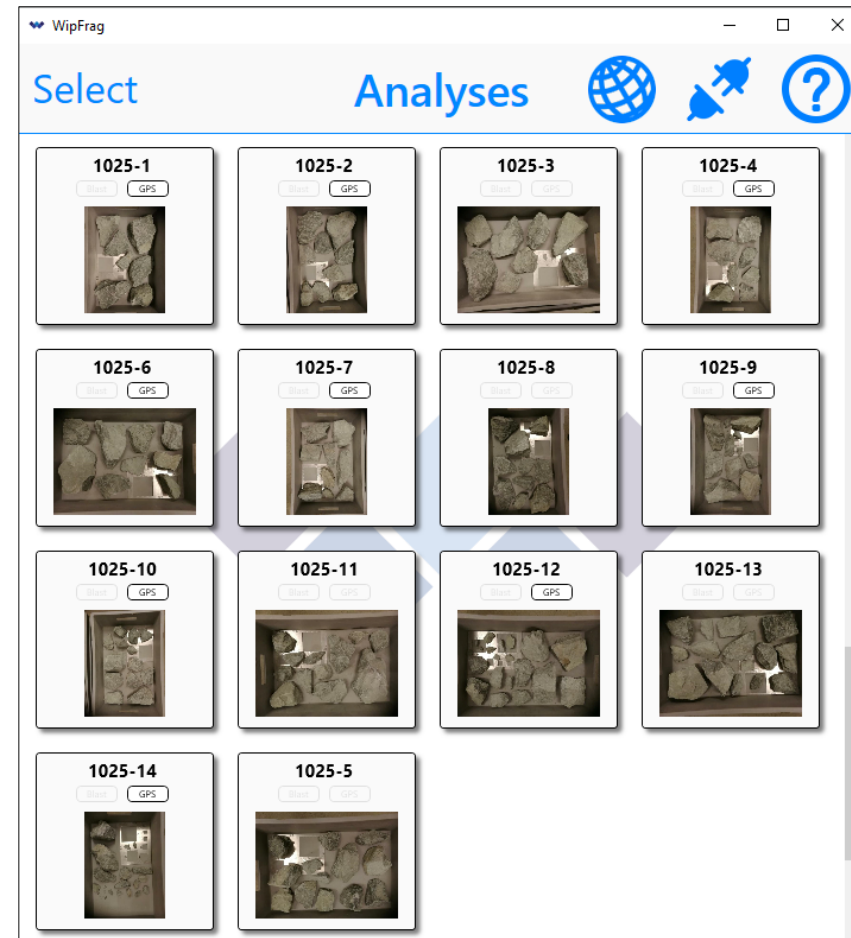 WipFrag
Select
Analyses
1025-1
Blast GPS
1025-2
Blast GPS
1025-3
Blast GPS
1025-4
Blast GPS
1025-6
Blast GPS
1025-7
Blast GPS
1025-8
Blast GPS
1025-9
Blast GPS
1025-10
Blast GPS
1025-11
Blast GPS
1025-12
Blast GPS
1025-13
Blast GPS
1025-14
Blast GPS
1025-5
Blast GPS